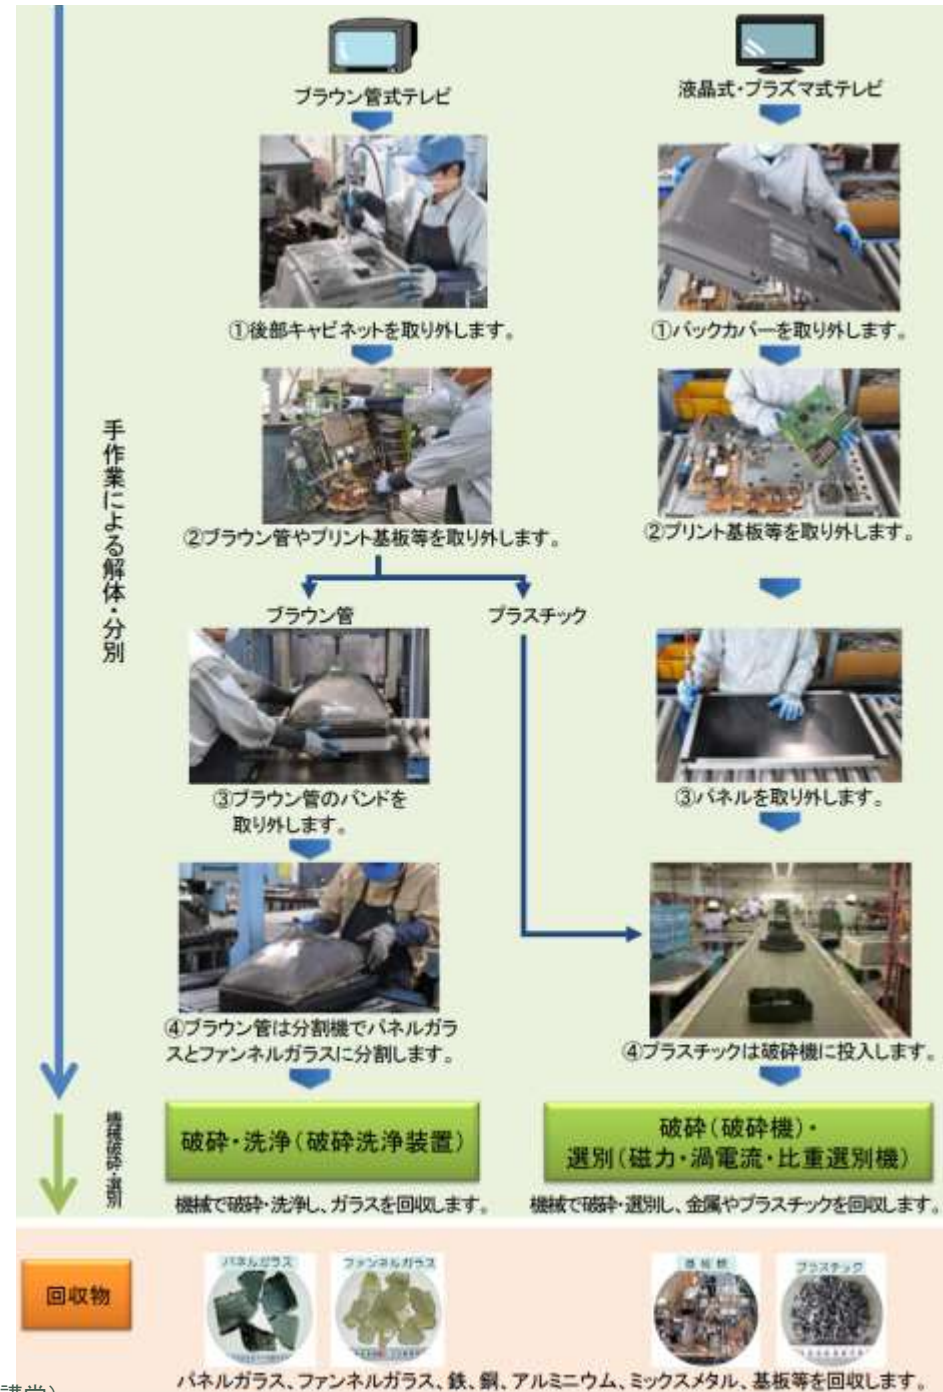 ブラウン管式テレビ
液晶式・プラズマ式テレビ
①後部キャビネットを取り外します。
①バックカバーを取り外します。
手作業による解体・分別
②ブラウン管やプリント基板等を取り外します。
②プリント基板等を取り外します。
ブラウン管
プラスチック
③ブラウン管のバンドを
取り外します。
③パネルを取り外します。
④ブラウン管は分割機でパネルガラ
スとファンネルガラスに分割します。
④プラスチックは破砕機に投入します。
機械破砕・選別
破砕・洗浄(破砕洗浄装置)
破砕(破砕機)・
選別(磁力・渦電流・比重選別機)
機械で破砕・洗浄し、ガラスを回収します。
機械で破砕・選別し、金属やプラスチックを回収します。
回収物
パネルガラス
ファンネルガラス
基板類
プラスチック
パネルガラス、ファンネルガラス、鉄、銅、アルミニウム、ミックスメタル、基板等を回収します。